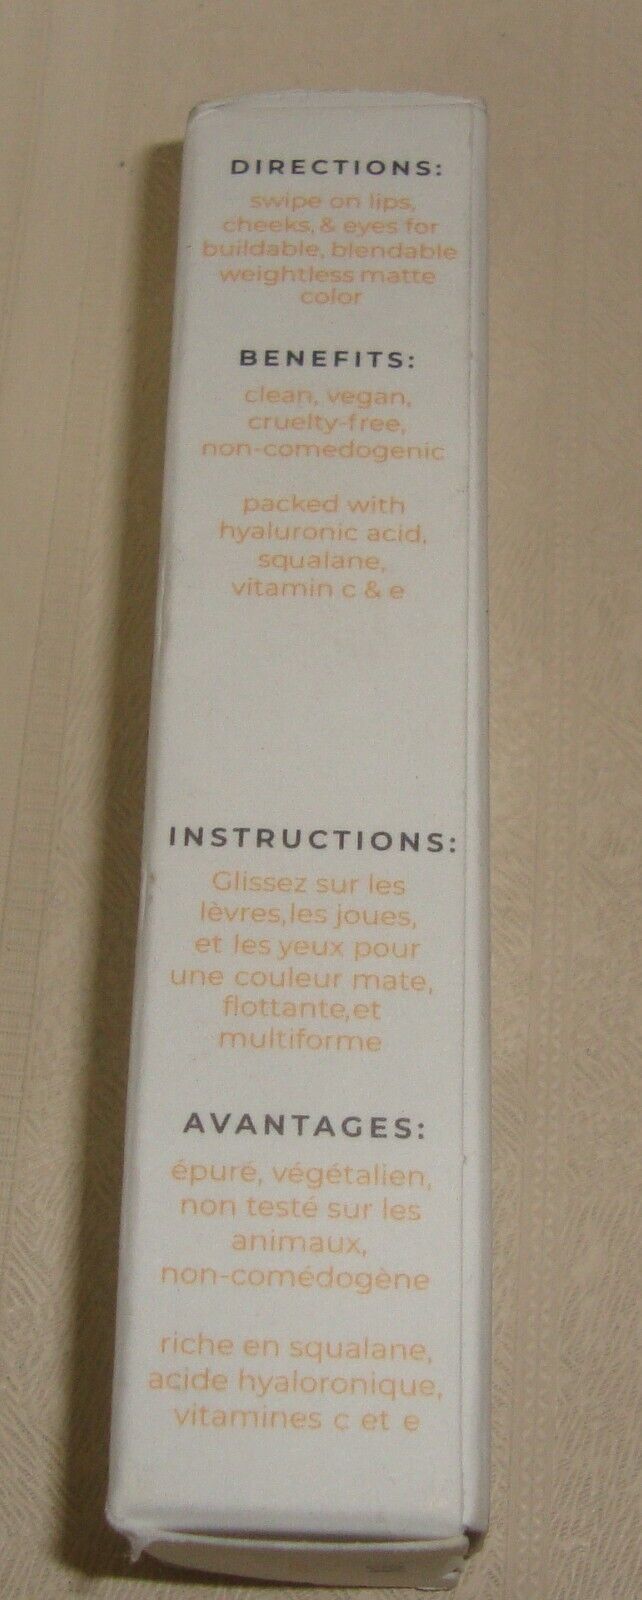 DIRECTIONS:
swipe on lips,
cheeks, & eyes for
buildable, blendable
weightless matte
color
BENEFITS:
clean, vegan,
cruelty-free,
non-comedogenic
packed with
hyaluronic acid,
squalane,
vitamin c & e
INSTRUCTIONS:
Glissez sur les
lèvres,les joues,
et les yeux pour
une couleur mate,
flottante,et
multiforme
AVANTAGES:
épuré, végétalien,
non testé sur les
animaux,
non-comédogène
riche en squalane,
acide hyaloronique,
vitamines c et e